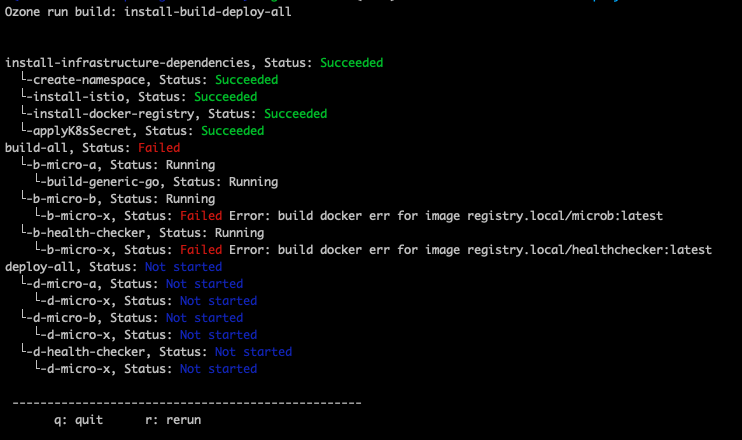 Ozone run build: install-build-deploy-all
install-infrastructure-dependencies, Status: Succeeded
└-create-namespace, Status: Succeeded
└-install-istio, Status: Succeeded
└-install-docker-registry, Status: Succeeded
└-applyK8sSecret, Status: Succeeded
build-all, Status: Failed
└-b-micro-a, Status: Running
└-build-generic-go, Status: Running
└-b-micro-b, Status: Running
└-b-micro-x, Status: Failed Error: build docker err for image registry.local/microb:latest
└-b-health-checker, Status: Running
└-b-micro-x, Status: Failed Error: build docker err for image registry.local/healthchecker:latest
deploy-all, Status: Not started
└-d-micro-a, Status: Not started
└-d-micro-x, Status: Not started
└-d-micro-b, Status: Not started
└-d-micro-x, Status: Not started
└-d-health-checker, Status: Not started
└-d-micro-x, Status: Not started
--------------------------------------------------
q: quit r: rerun